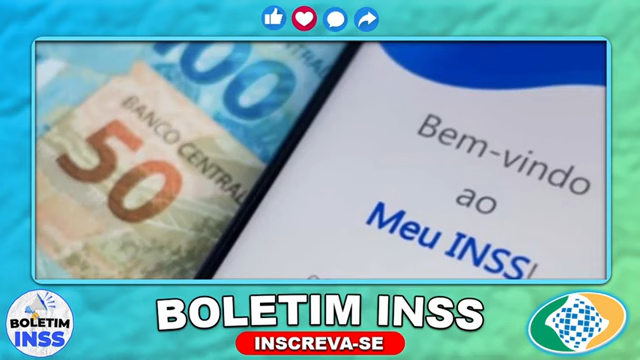 100
50
BANCO CENTRAL
Bem-vindo
ao
Meu INSS!
BOLETIM
INSS
BOLETIM INSS
INSCREVA-SE